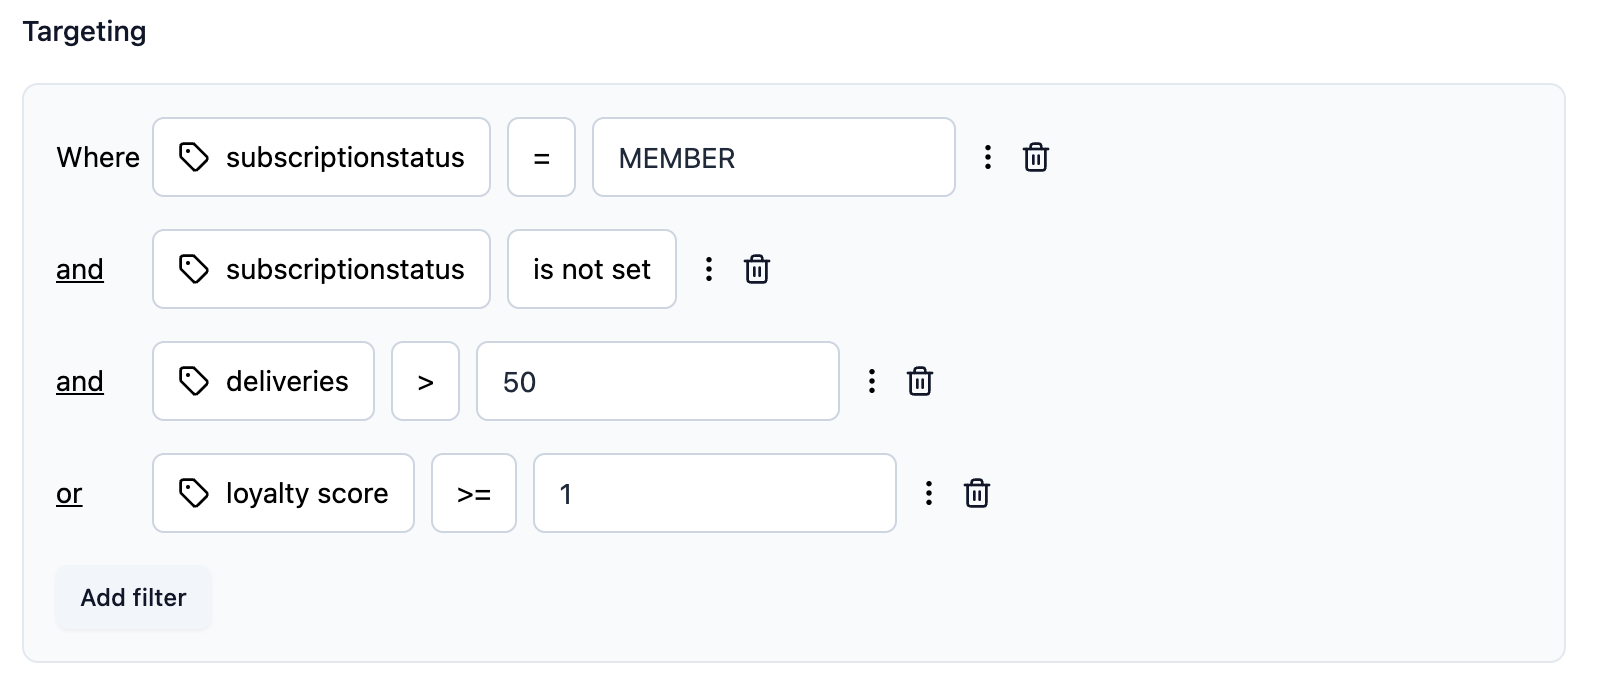 Targeting
Where subscriptionstatus = MEMBER
and subscriptionstatus is not set
and deliveries > 50
or loyalty score >= 1
Add filter